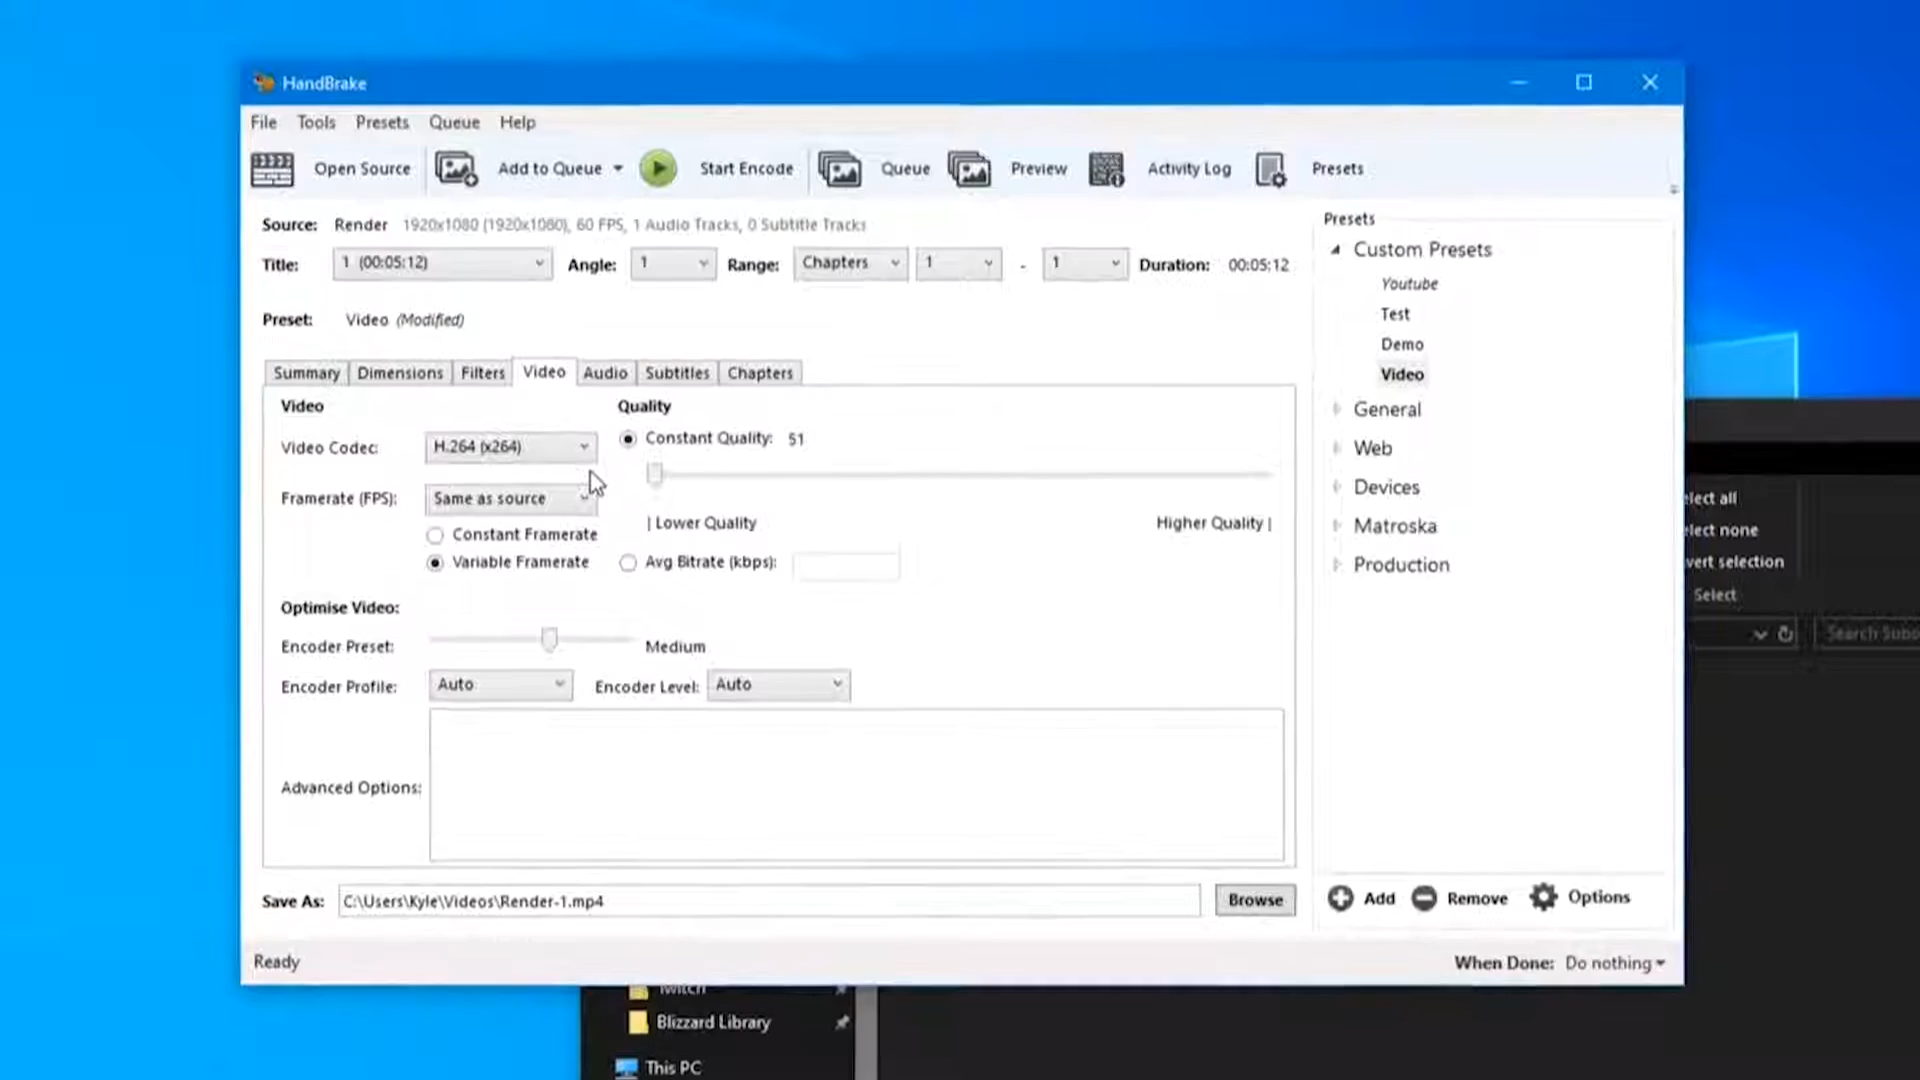 HandBrake
File Tools Presets Queue Help
Open Source Add to Queue Start Encode Queue Preview Activity Log Presets
Source: Render 1920x1080 (1920x1080), 60 FPS, 1 Audio Tracks, 0 Subtitle Tracks
Title: 1 (00:05:12) Angle: 1 Range: Chapters 1 - 1 Duration: 00:05:12
Preset: Video (Modified)
Summary Dimensions Filters Video Audio Subtitles Chapters
Video
Video Codec: H.264 (x264)
Framerate (FPS): Same as source
Constant Framerate
Variable Framerate
Quality
Constant Quality: 51
| Lower Quality Higher Quality |
Avg Bitrate (kbps):
Optimise Video:
Encoder Preset: Medium
Encoder Profile: Auto Encoder Level: Auto
Advanced Options:
Save As: C:\Users\Kyle\Videos\Render-1.mp4 Browse
Presets
Custom Presets
Youtube
Test
Demo
Video
General
Web
Devices
Matroska
Production
Add Remove Options
Ready When Done: Do nothing
lect all
lect none
vert selection
Select
Search
Twitch
Blizzard Library
This PC